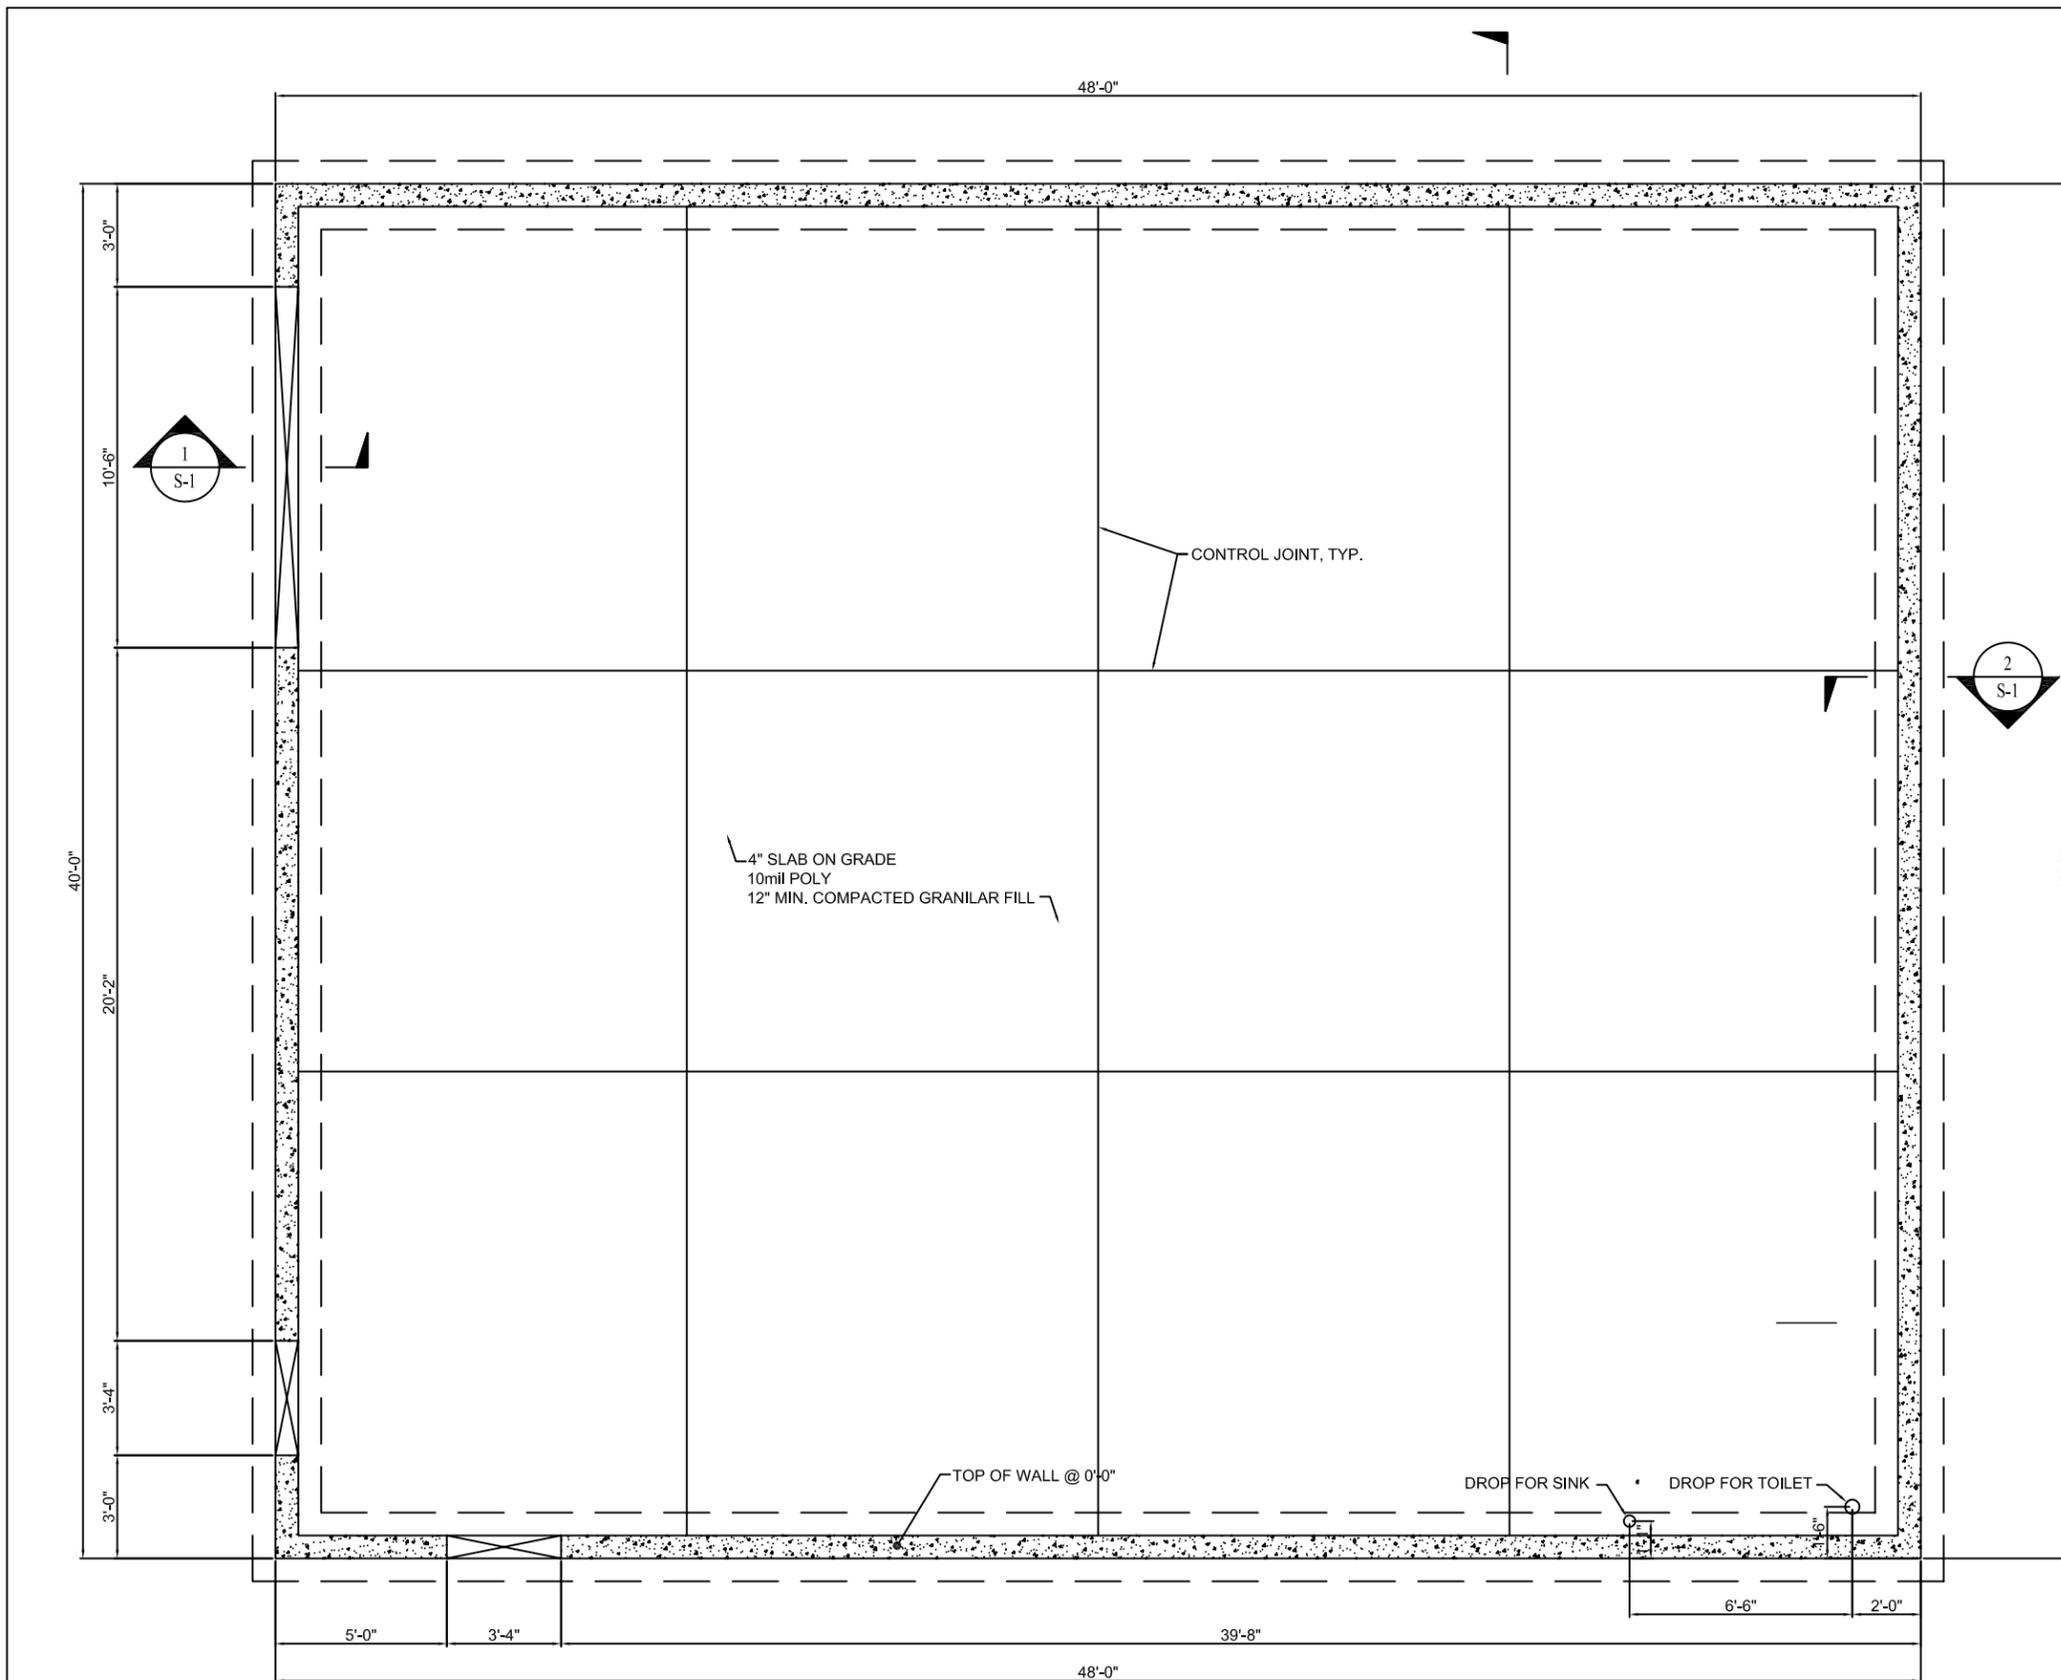 48'-0"
3'-0"
10'-6"
1
S-1
CONTROL JOINT, TYP.
2
S-1
4" SLAB ON GRADE
10mil POLY
12" MIN. COMPACTED GRANILAR FILL
40'-0"
20'-2"
3'-4"
3'-0"
TOP OF WALL @ 0'-0"
DROP FOR SINK
DROP FOR TOILET
1'-6"
6'-6"
2'-0"
5'-0"
3'-4"
39'-8"
48'-0"